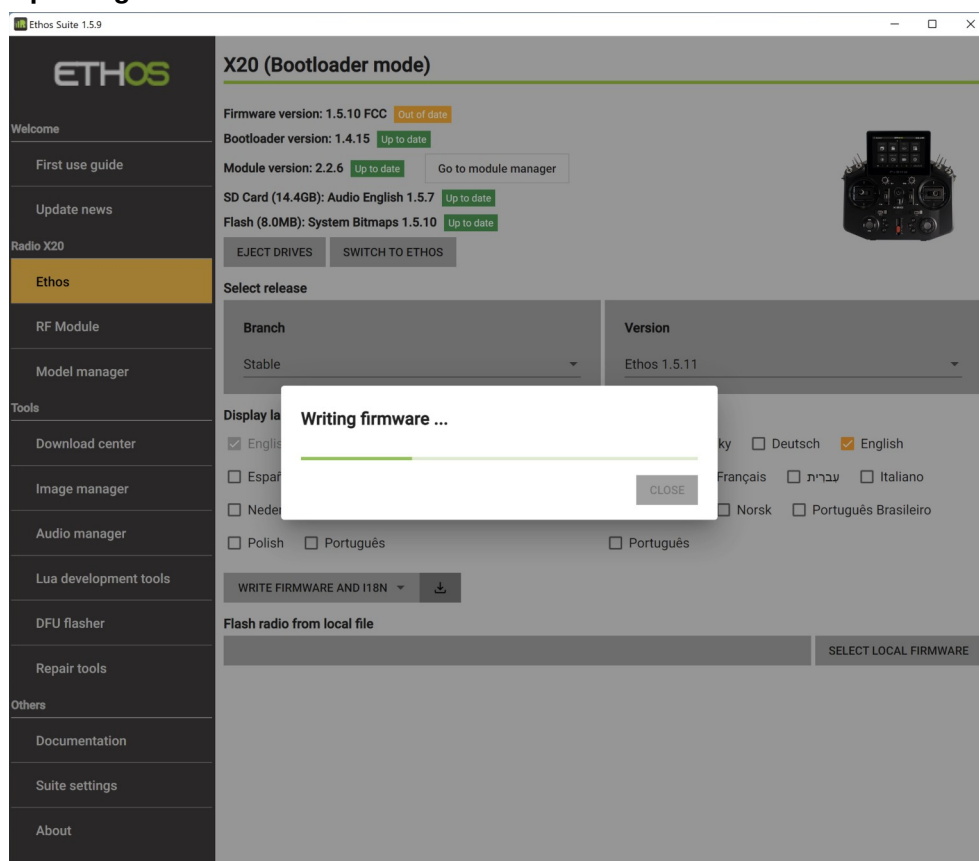 Ethos Suite 1.5.9
ETHOS
Welcome
First use guide
Update news
Radio X20
Ethos
RF Module
Model manager
Tools
Download center
Image manager
Audio manager
Lua development tools
DFU flasher
Repair tools
Others
Documentation
Suite settings
About
X20 (Bootloader mode)
Firmware version: 1.5.10 FCC Out of date
Bootloader version: 1.4.15 Up to date
Module version: 2.2.6 Up to date Go to module manager
SD Card (14.4GB): Audio English 1.5.7 Up to date
Flash (8.0MB): System Bitmaps 1.5.10 Up to date
EJECT DRIVES SWITCH TO ETHOS
Select release
Branch Version
Stable Ethos 1.5.11
Display la
Writing firmware ...
Englis ky Deutsch English
Españ Français עברית Italiano
CLOSE
Neder Norsk Português Brasileiro
Polish Português Português
WRITE FIRMWARE AND I18N
Flash radio from local file
SELECT LOCAL FIRMWARE